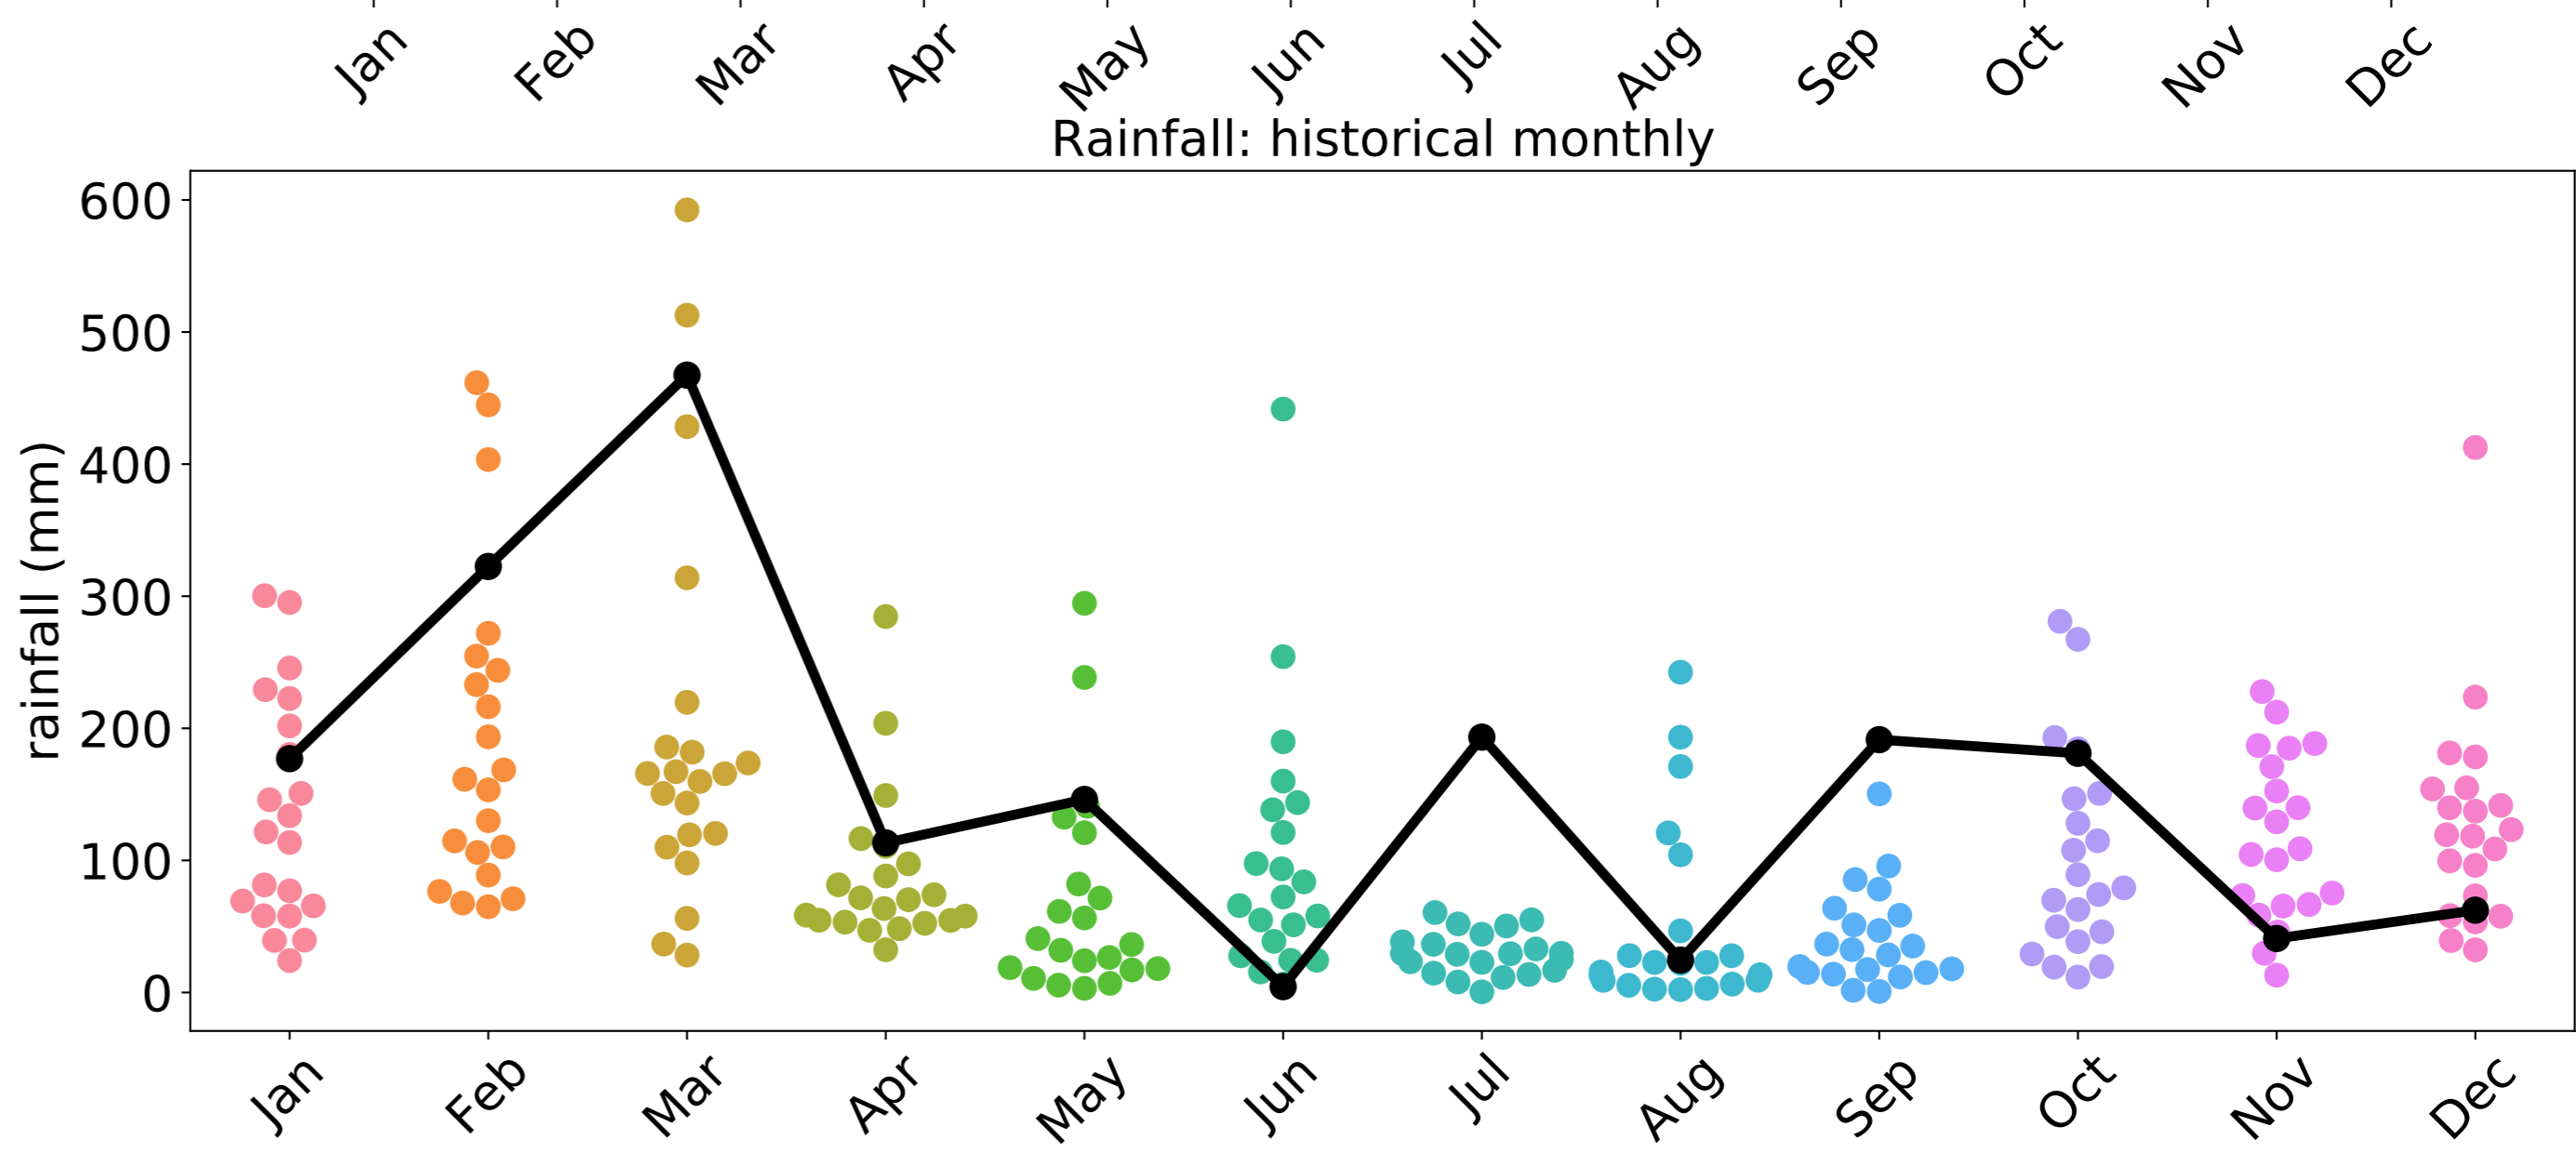 Jan Feb Mar Apr May Jun Jul Aug Sep Oct Nov Dec
Rainfall: historical monthly
rainfall (mm)
600
500
400
300
200
100
0
Jan Feb Mar Apr May Jun Jul Aug Sep Oct Nov Dec